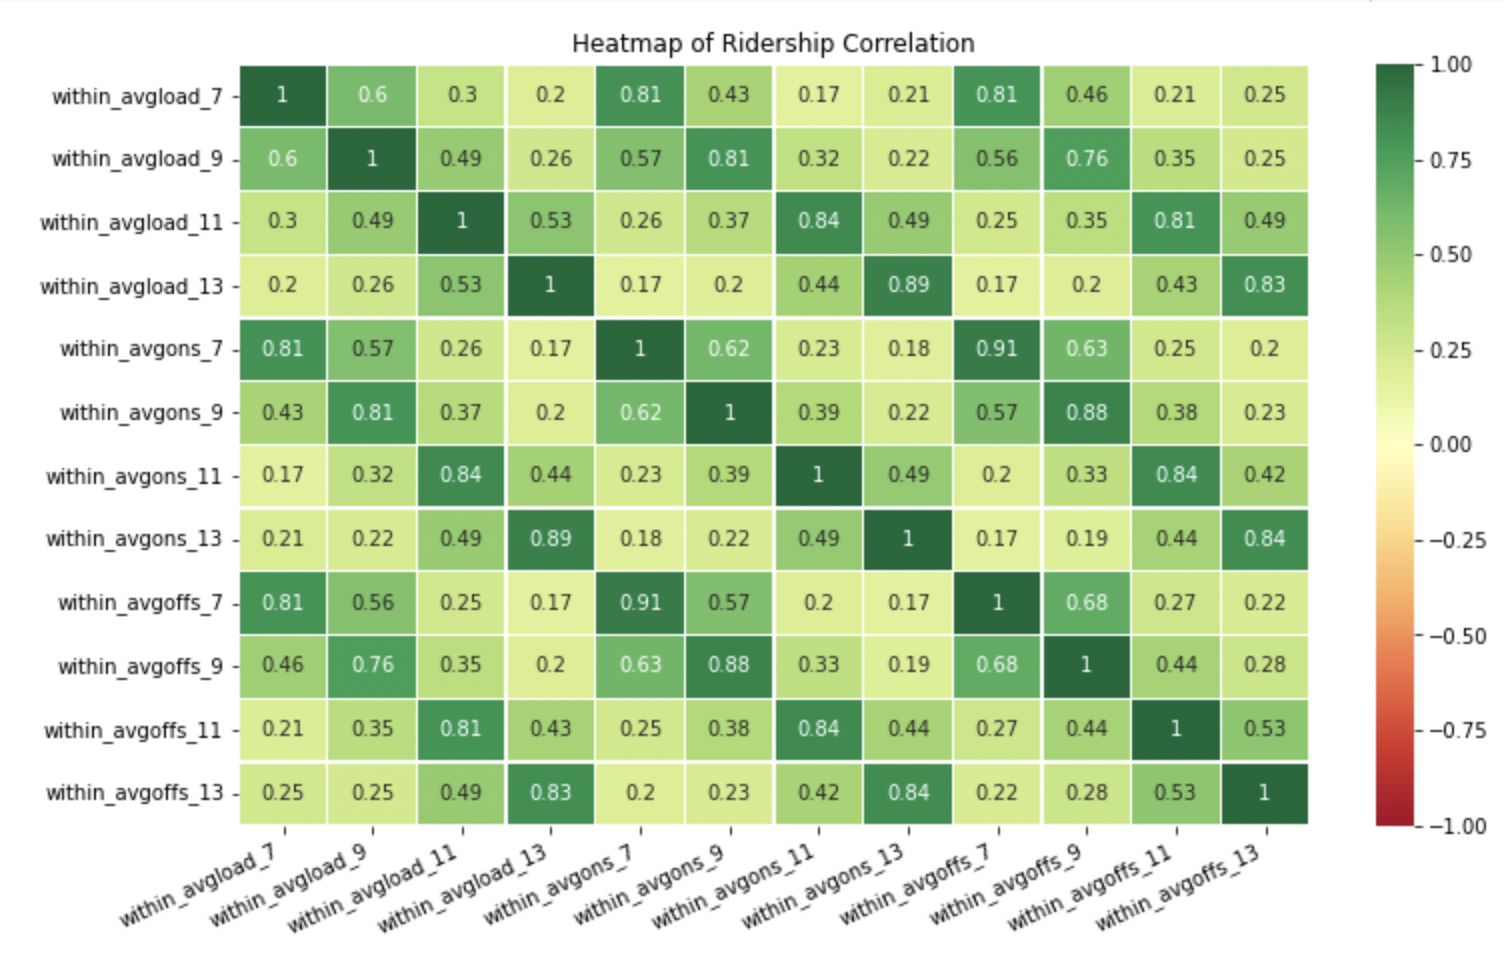 Heatmap of Ridership Correlation
within_avgload_7 1 0.6 0.3 0.2 0.81 0.43 0.17 0.21 0.81 0.46 0.21 0.25
within_avgload_9 0.6 1 0.49 0.26 0.57 0.81 0.32 0.22 0.56 0.76 0.35 0.25
within_avgload_11 0.3 0.49 1 0.53 0.26 0.37 0.84 0.49 0.25 0.35 0.81 0.49
within_avgload_13 0.2 0.26 0.53 1 0.17 0.2 0.44 0.89 0.17 0.2 0.43 0.83
within_avgons_7 0.81 0.57 0.26 0.17 1 0.62 0.23 0.18 0.91 0.63 0.25 0.2
within_avgons_9 0.43 0.81 0.37 0.2 0.62 1 0.39 0.22 0.57 0.88 0.38 0.23
within_avgons_11 0.17 0.32 0.84 0.44 0.23 0.39 1 0.49 0.2 0.33 0.84 0.42
within_avgons_13 0.21 0.22 0.49 0.89 0.18 0.22 0.49 1 0.17 0.19 0.44 0.84
within_avgoffs_7 0.81 0.56 0.25 0.17 0.91 0.57 0.2 0.17 1 0.68 0.27 0.22
within_avgoffs_9 0.46 0.76 0.35 0.2 0.63 0.88 0.33 0.19 0.68 1 0.44 0.28
within_avgoffs_11 0.21 0.35 0.81 0.43 0.25 0.38 0.84 0.44 0.27 0.44 1 0.53
within_avgoffs_13 0.25 0.25 0.49 0.83 0.2 0.23 0.42 0.84 0.22 0.28 0.53 1
within_avgload_7 within_avgload_9 within_avgload_11 within_avgload_13 within_avgons_7 within_avgons_9 within_avgons_11 within_avgons_13 within_avgoffs_7 within_avgoffs_9 within_avgoffs_11 within_avgoffs_13
1.00
0.75
0.50
0.25
0.00
−0.25
−0.50
−0.75
−1.00